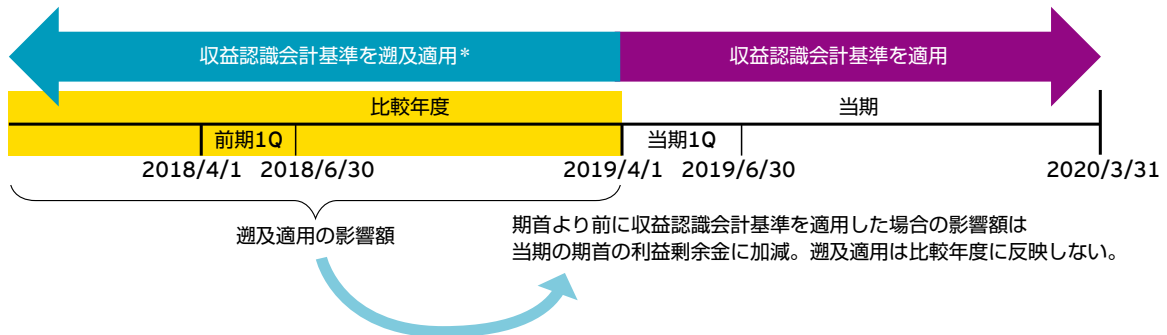 収益認識会計基準を遡及適用*
収益認識会計基準を適用
比較年度
当期
前期1Q
当期1Q
2018/4/1
2018/6/30
2019/4/1
2019/6/30
2020/3/31
遡及適用の影響額
期首より前に収益認識会計基準を適用した場合の影響額は
当期の期首の利益剰余金に加減。遡及適用は比較年度に反映しない。